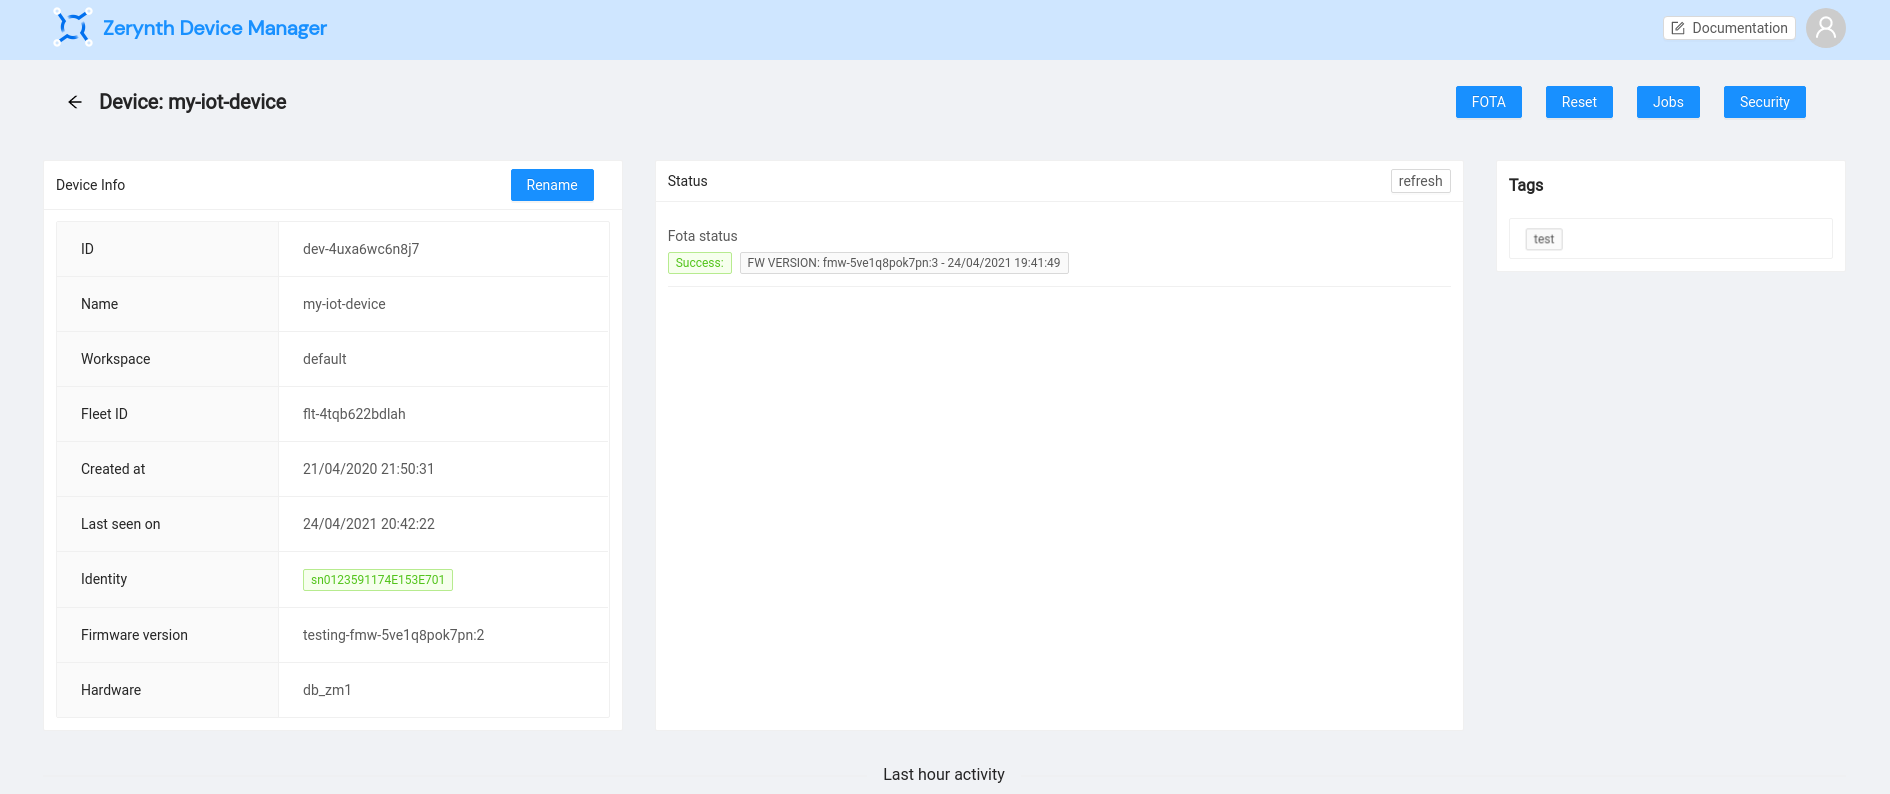 Zerynth Device Manager
Documentation
Device: my-iot-device
FOTA
Reset
Jobs
Security
Device Info
Rename
ID
dev-4uxa6wc6n8j7
Name
my-iot-device
Workspace
default
Fleet ID
flt-4tqb622bdlah
Created at
21/04/2020 21:50:31
Last seen on
24/04/2021 20:42:22
Identity
sn0123591174E153E701
Firmware version
testing-fmw-5ve1q8pok7pn:2
Hardware
db_zm1
Status
refresh
Fota status
Success:
FW VERSION: fmw-5ve1q8pok7pn:3 - 24/04/2021 19:41:49
Tags
test
Last hour activity